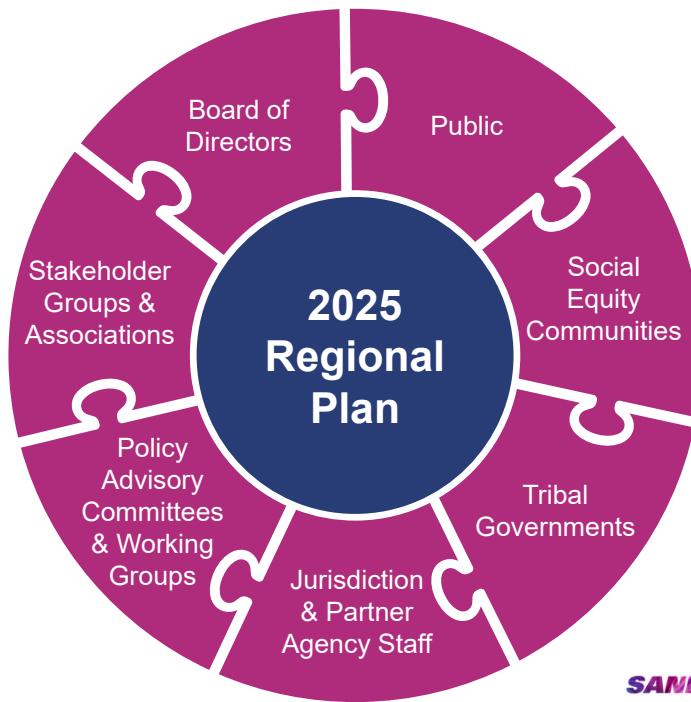 Board of
Directors
Public
Social
Equity
Communities
Tribal
Governments
Jurisdiction
& Partner
Agency Staff
Policy
Advisory
Committees
& Working
Groups
Stakeholder
Groups &
Associations
2025
Regional
Plan